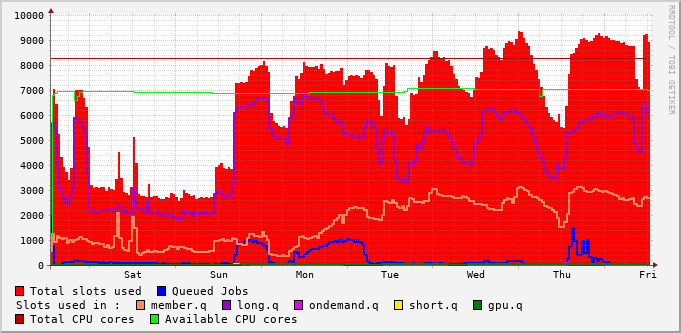 10000
9000
8000
7000
6000
5000
4000
3000
2000
1000
0
Sat Sun Mon Tue Wed Thu Fri
RRDTOOL / TOBI OETIKER
Total slots used Queued Jobs
Slots used in : member.q long.q ondemand.q short.q gpu.q
Total CPU cores Available CPU cores